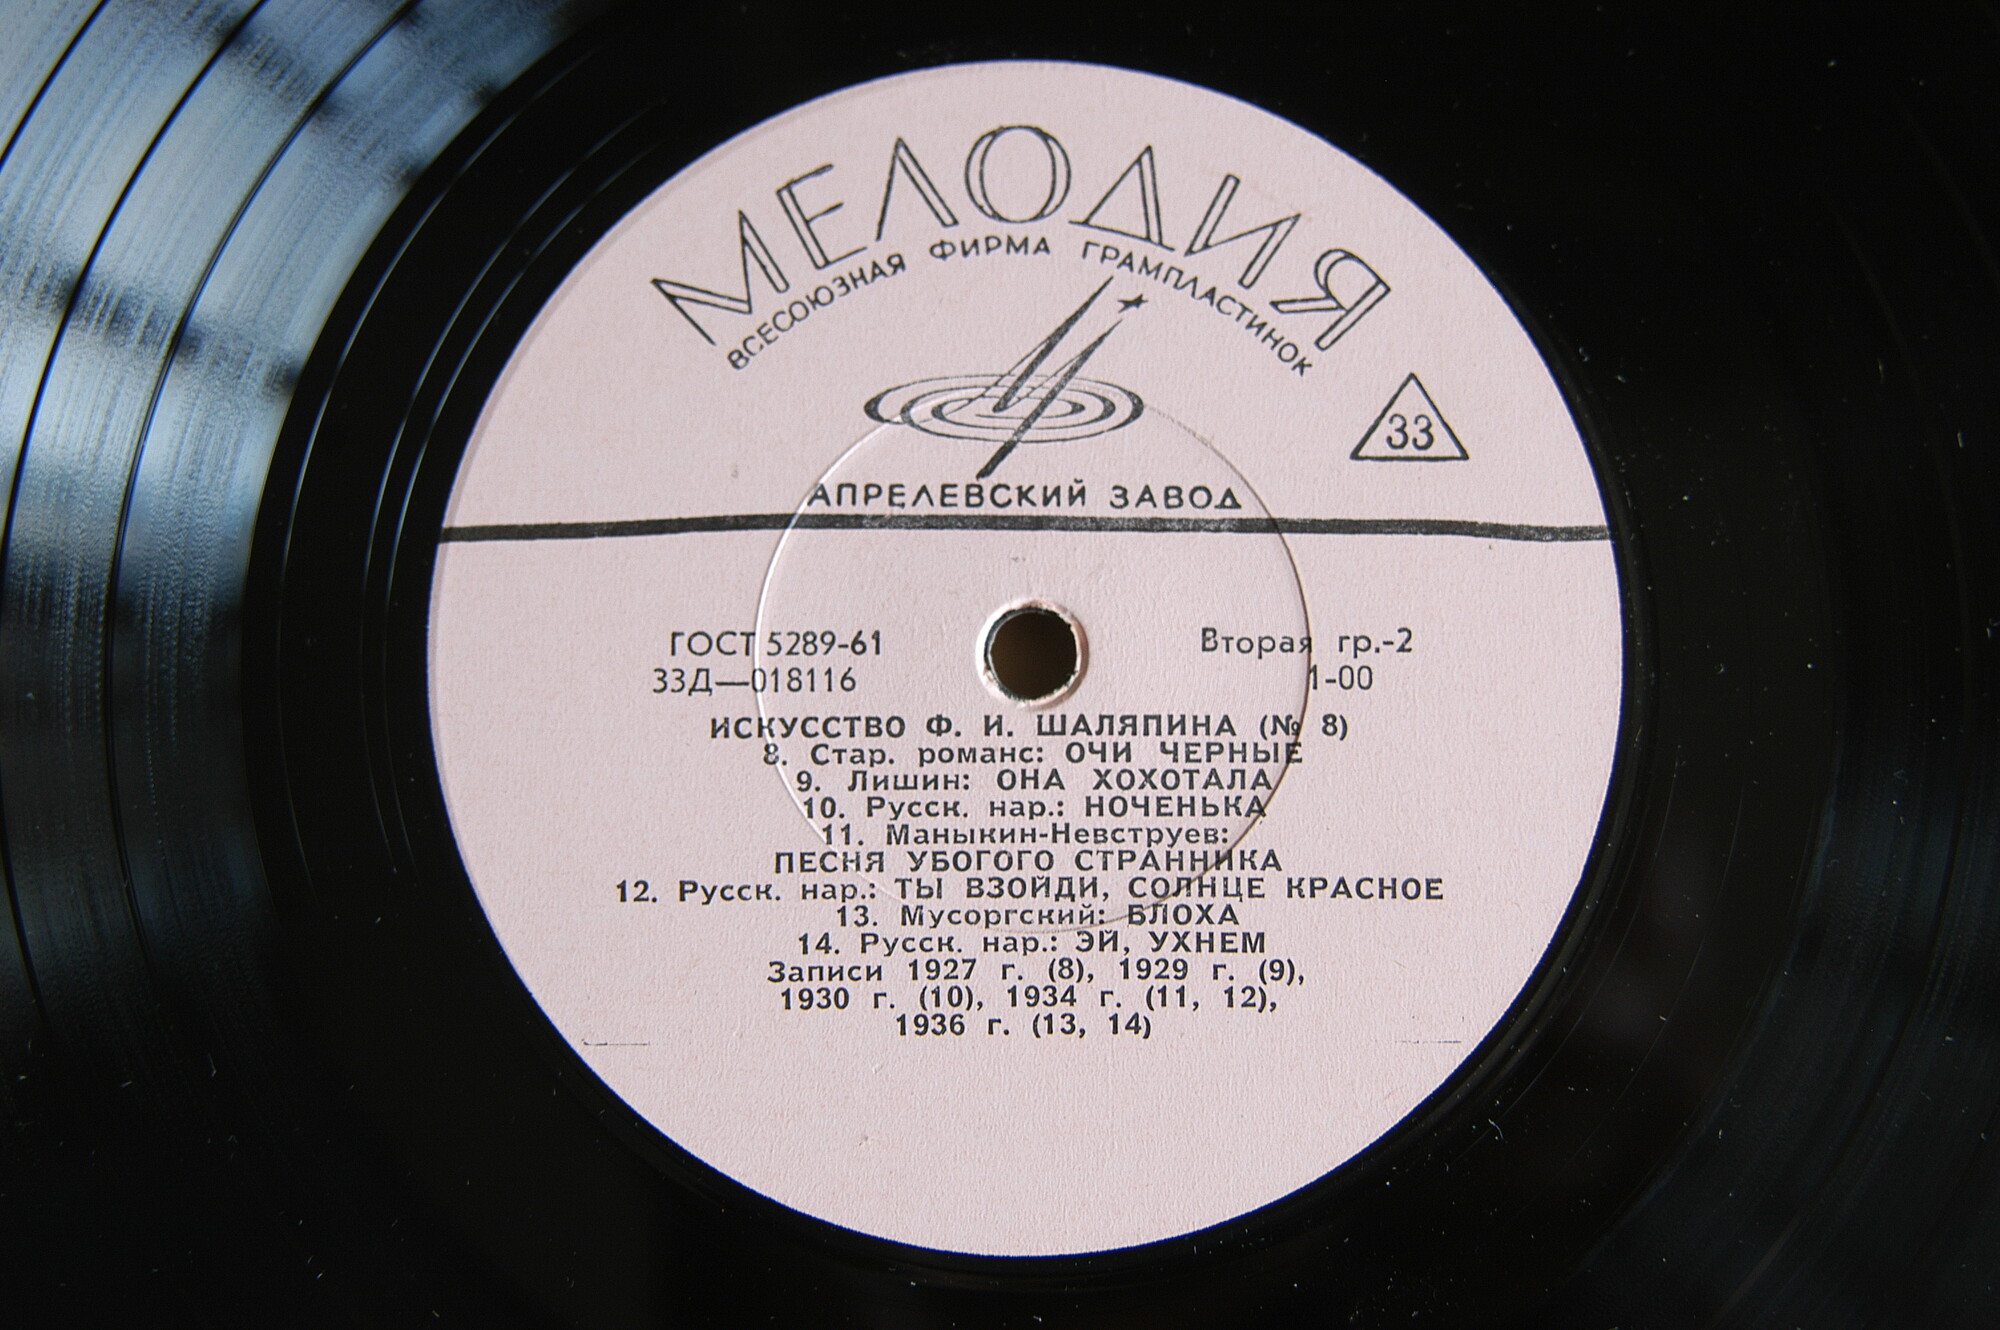 МЕЛОДИЯ
ВСЕСОЮЗНАЯ ФИРМА ГРАМПЛАСТИНОК
33
АПРЕЛЕВСКИЙ ЗАВОД
ГОСТ 5289-61
Вторая гр.-2
33Д—018116
1-00
ИСКУССТВО Ф. И. ШАЛЯПИНА (№ 8)
8. Стар. романс: ОЧИ ЧЕРНЫЕ
9. Лишин: ОНА ХОХОТАЛА
10. Русск. нар.: НОЧЕНЬКА
11. Маныкин-Невструев:
ПЕСНЯ УБОГОГО СТРАННИКА
12. Русск. нар.: ТЫ ВЗОЙДИ, СОЛНЦЕ КРАСНОЕ
13. Мусоргский: БЛОХА
14. Русск. нар.: ЭЙ, УХНЕМ
Записи 1927 г. (8), 1929 г. (9),
1930 г. (10), 1934 г. (11, 12),
1936 г. (13, 14)